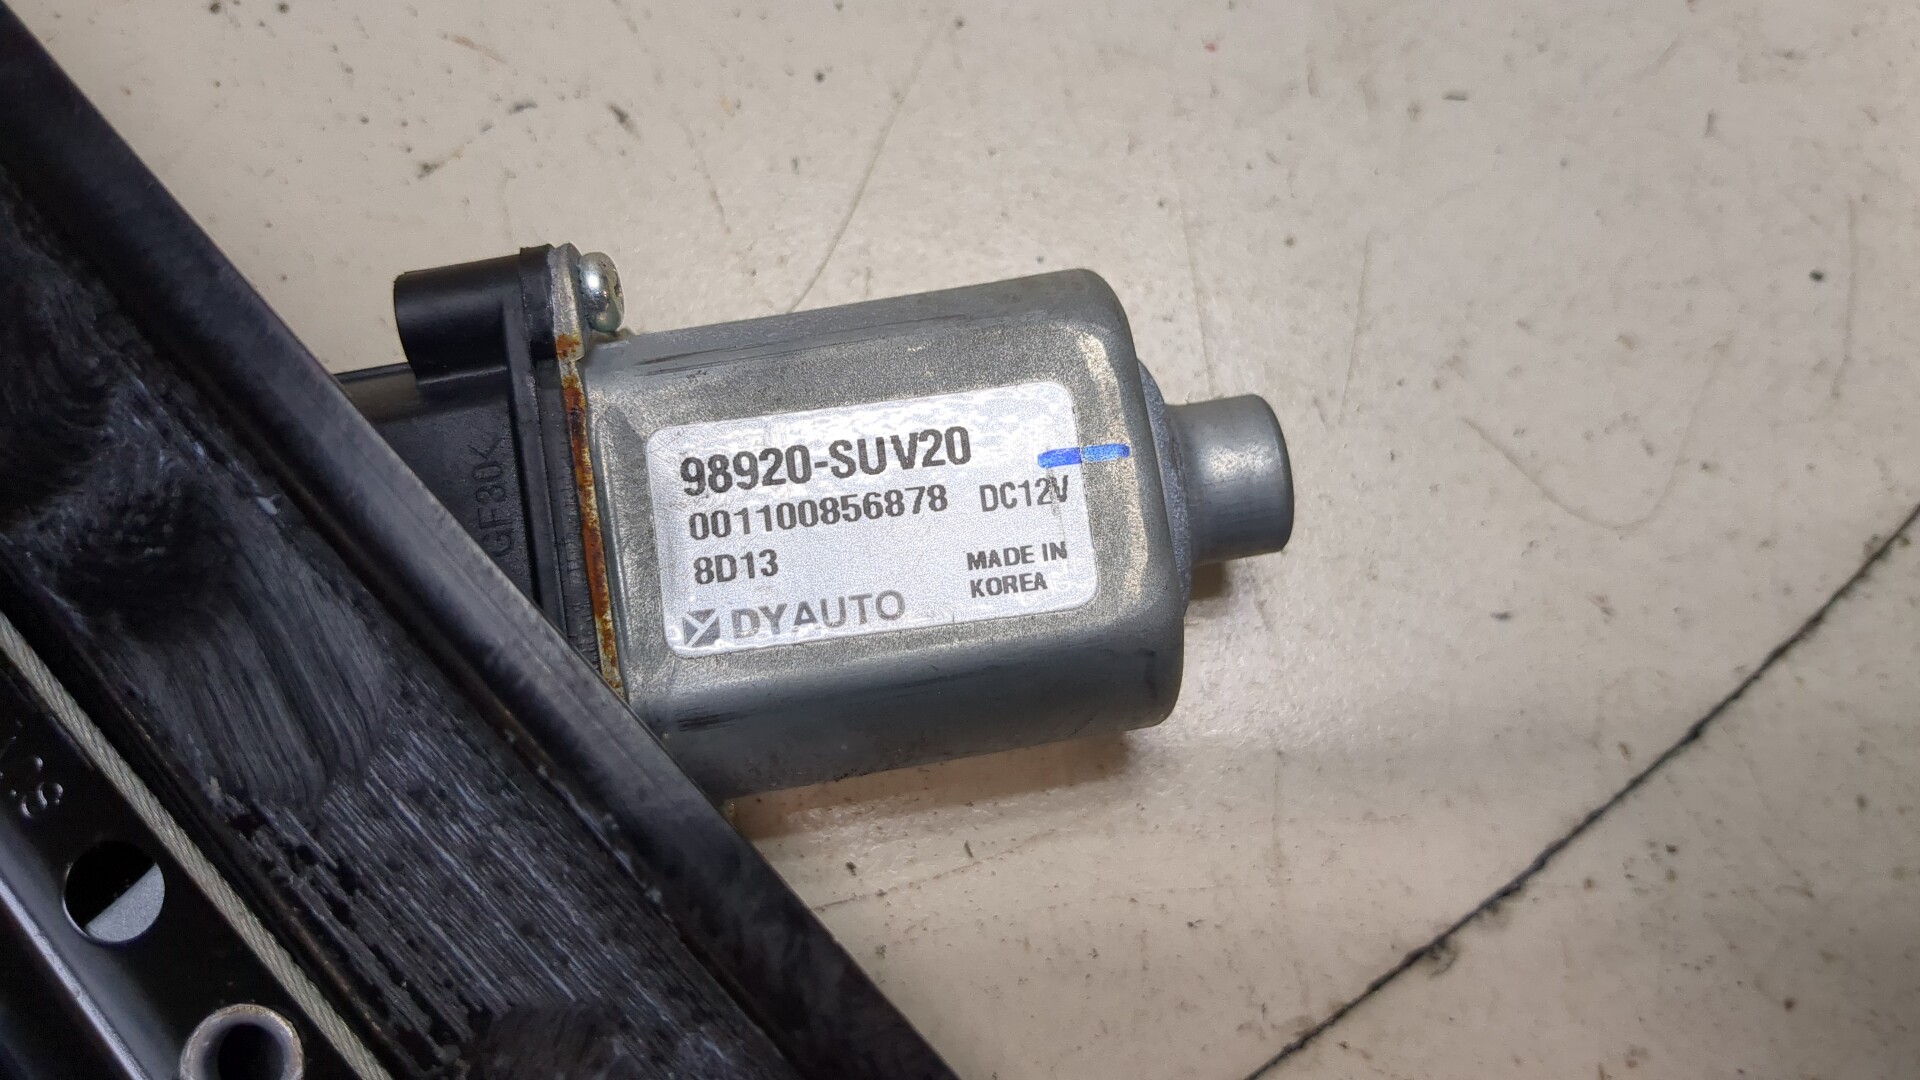 98920-SUV20
001100856878 DC12V
8D13
MADE IN
KOREA
DYAUTO
GF30<